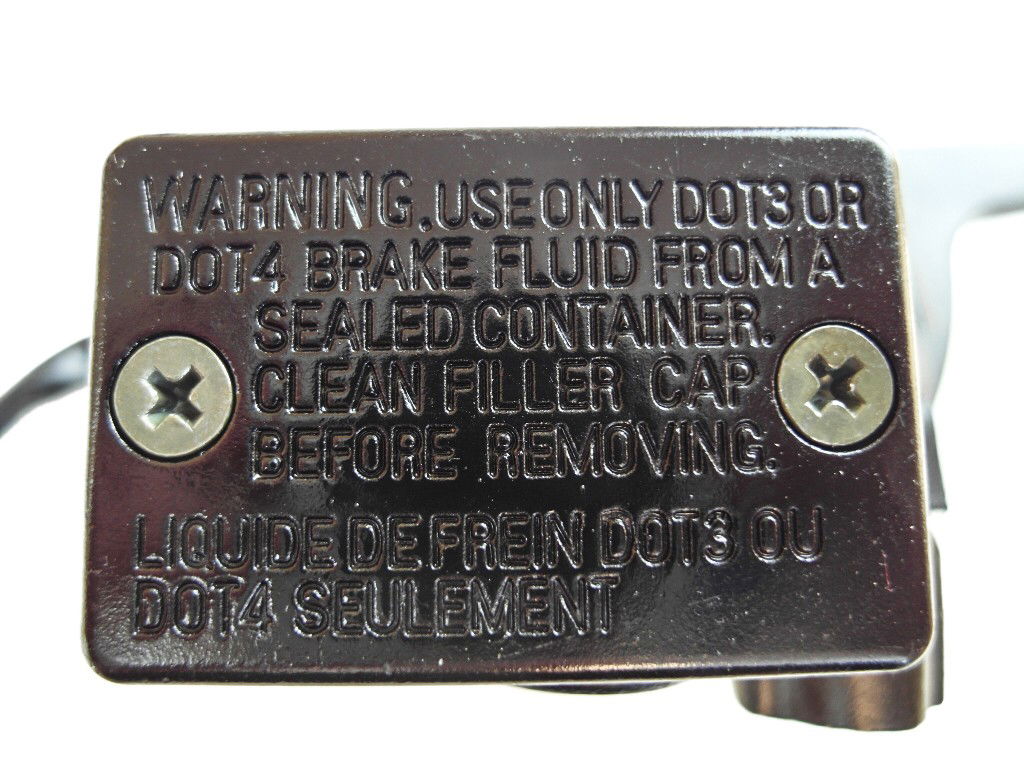 WARNING. USE ONLY DOT3 OR
DOT4 BRAKE FLUID FROM A
SEALED CONTAINER.
CLEAN FILLER CAP
BEFORE REMOVING.
LIQUIDE DE FREIN DOT3 OU
DOT4 SEULEMENT